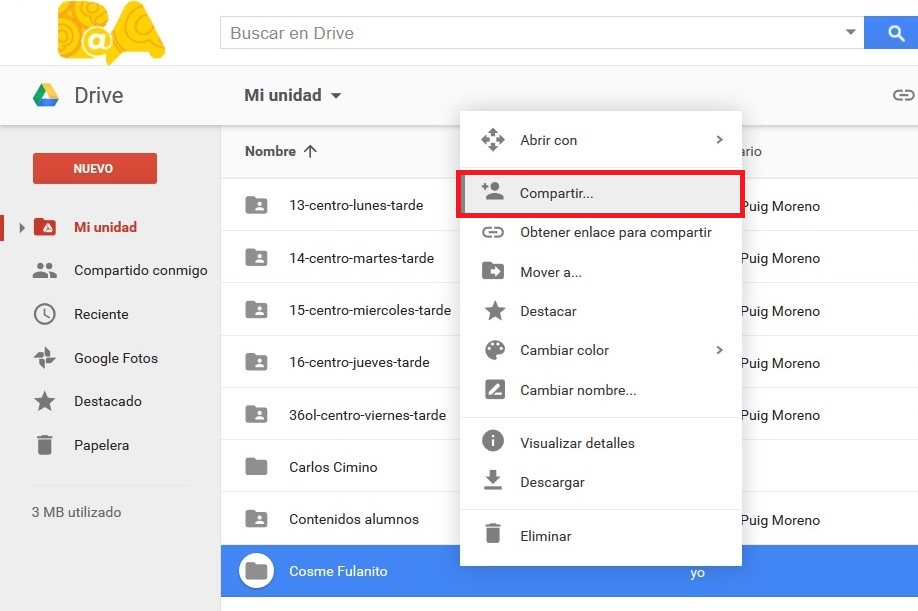 B@A
Buscar en Drive
Drive
Mi unidad
NUEVO
Mi unidad
Compartido conmigo
Reciente
Google Fotos
Destacado
Papelera
3 MB utilizado
Nombre
ario
13-centro-lunes-tarde
Puig Moreno
14-centro-martes-tarde
Puig Moreno
15-centro-miercoles-tarde
Puig Moreno
16-centro-jueves-tarde
Puig Moreno
36ol-centro-viernes-tarde
Puig Moreno
Carlos Cimino
Contenidos alumnos
Puig Moreno
Cosme Fulanito
yo
Abrir con
Compartir...
Obtener enlace para compartir
Mover a...
Destacar
Cambiar color
Cambiar nombre...
Visualizar detalles
Descargar
Eliminar